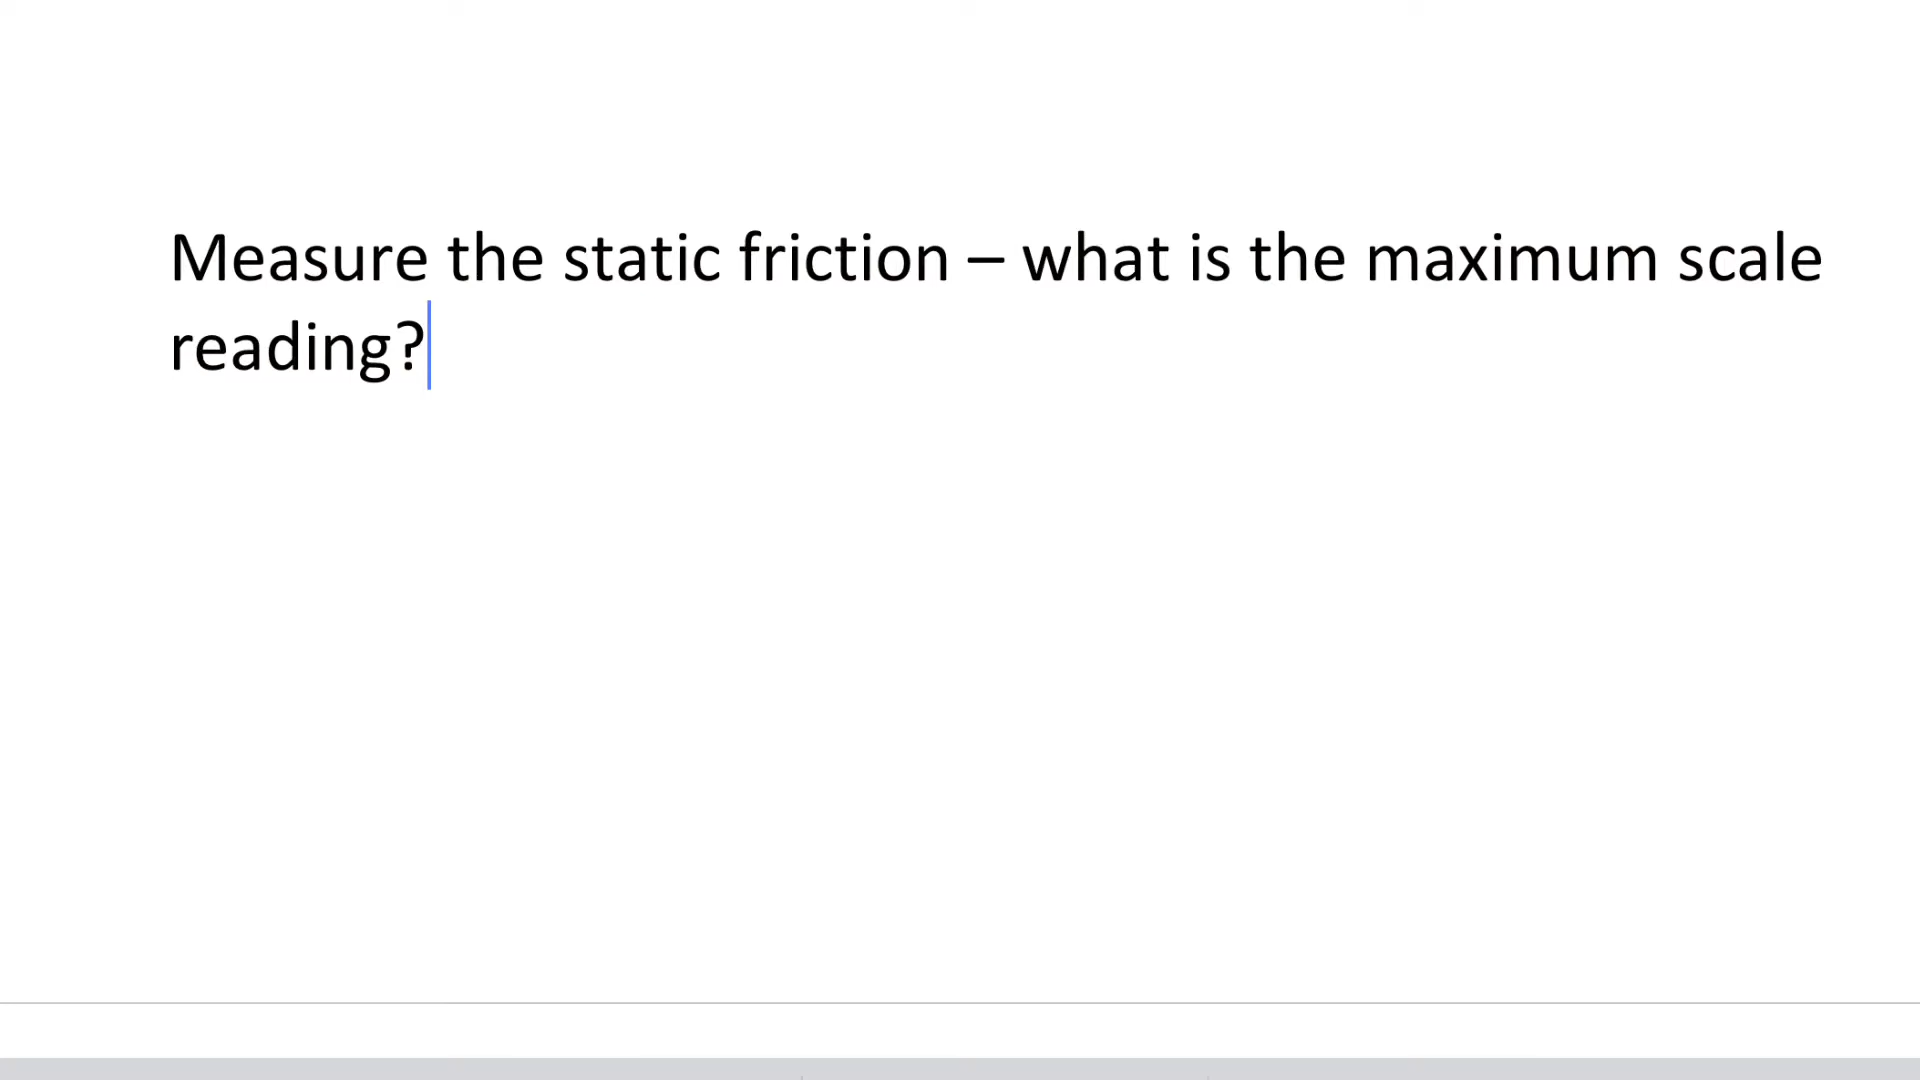 Measure the static friction – what is the maximum scale
reading?